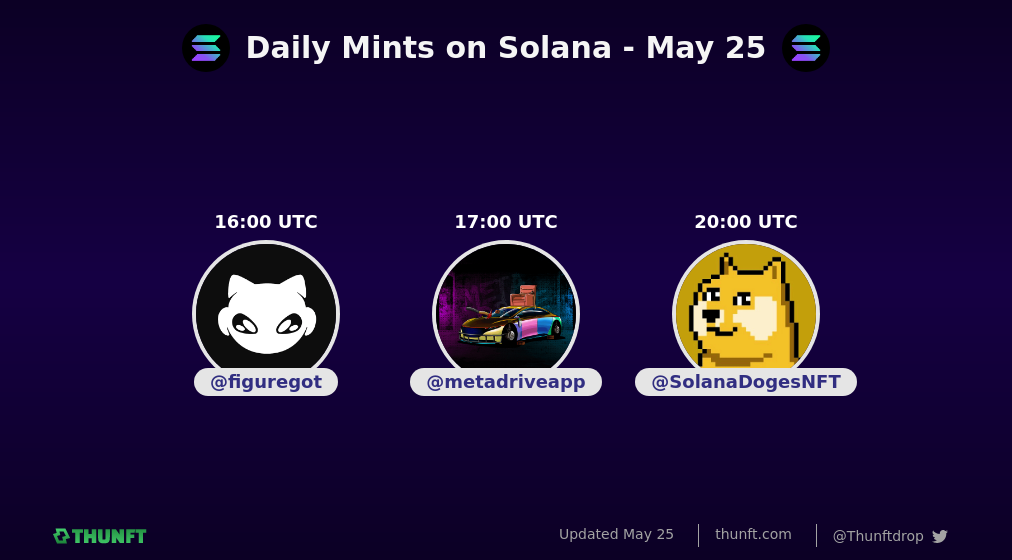 Daily Mints on Solana - May 25
16:00 UTC
17:00 UTC
20:00 UTC
@figuregot
@metadriveapp
@SolanaDogesNFT
THUNFT
Updated May 25
thunft.com
@Thunftdrop